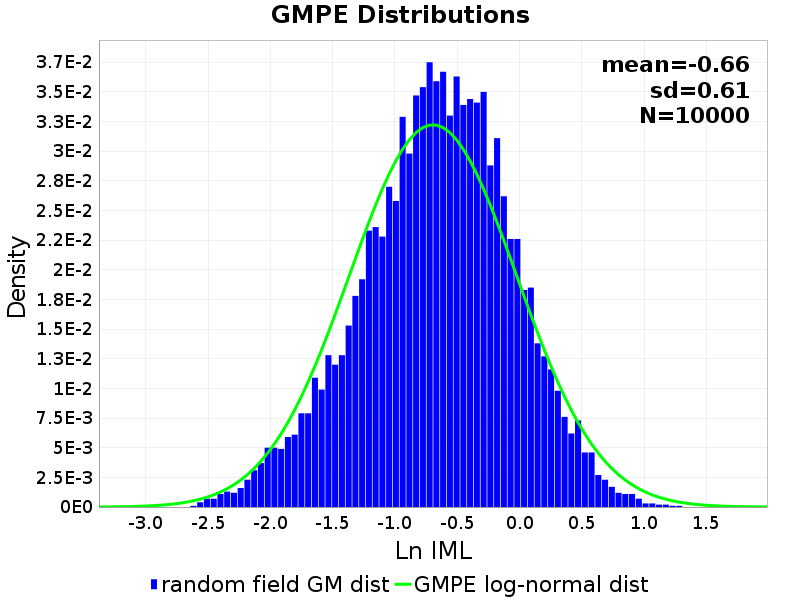 GMPE Distributions
mean=-0.66
sd=0.61
N=10000
3.7E-2
3.5E-2
3.3E-2
3E-2
2.8E-2
2.5E-2
2.2E-2
2E-2
1.8E-2
1.5E-2
1.3E-2
1E-2
7.5E-3
5E-3
2.5E-3
0E0
Density
-3.0 -2.5 -2.0 -1.5 -1.0 -0.5 0.0 0.5 1.0 1.5
Ln IML
random field GM dist GMPE log-normal dist